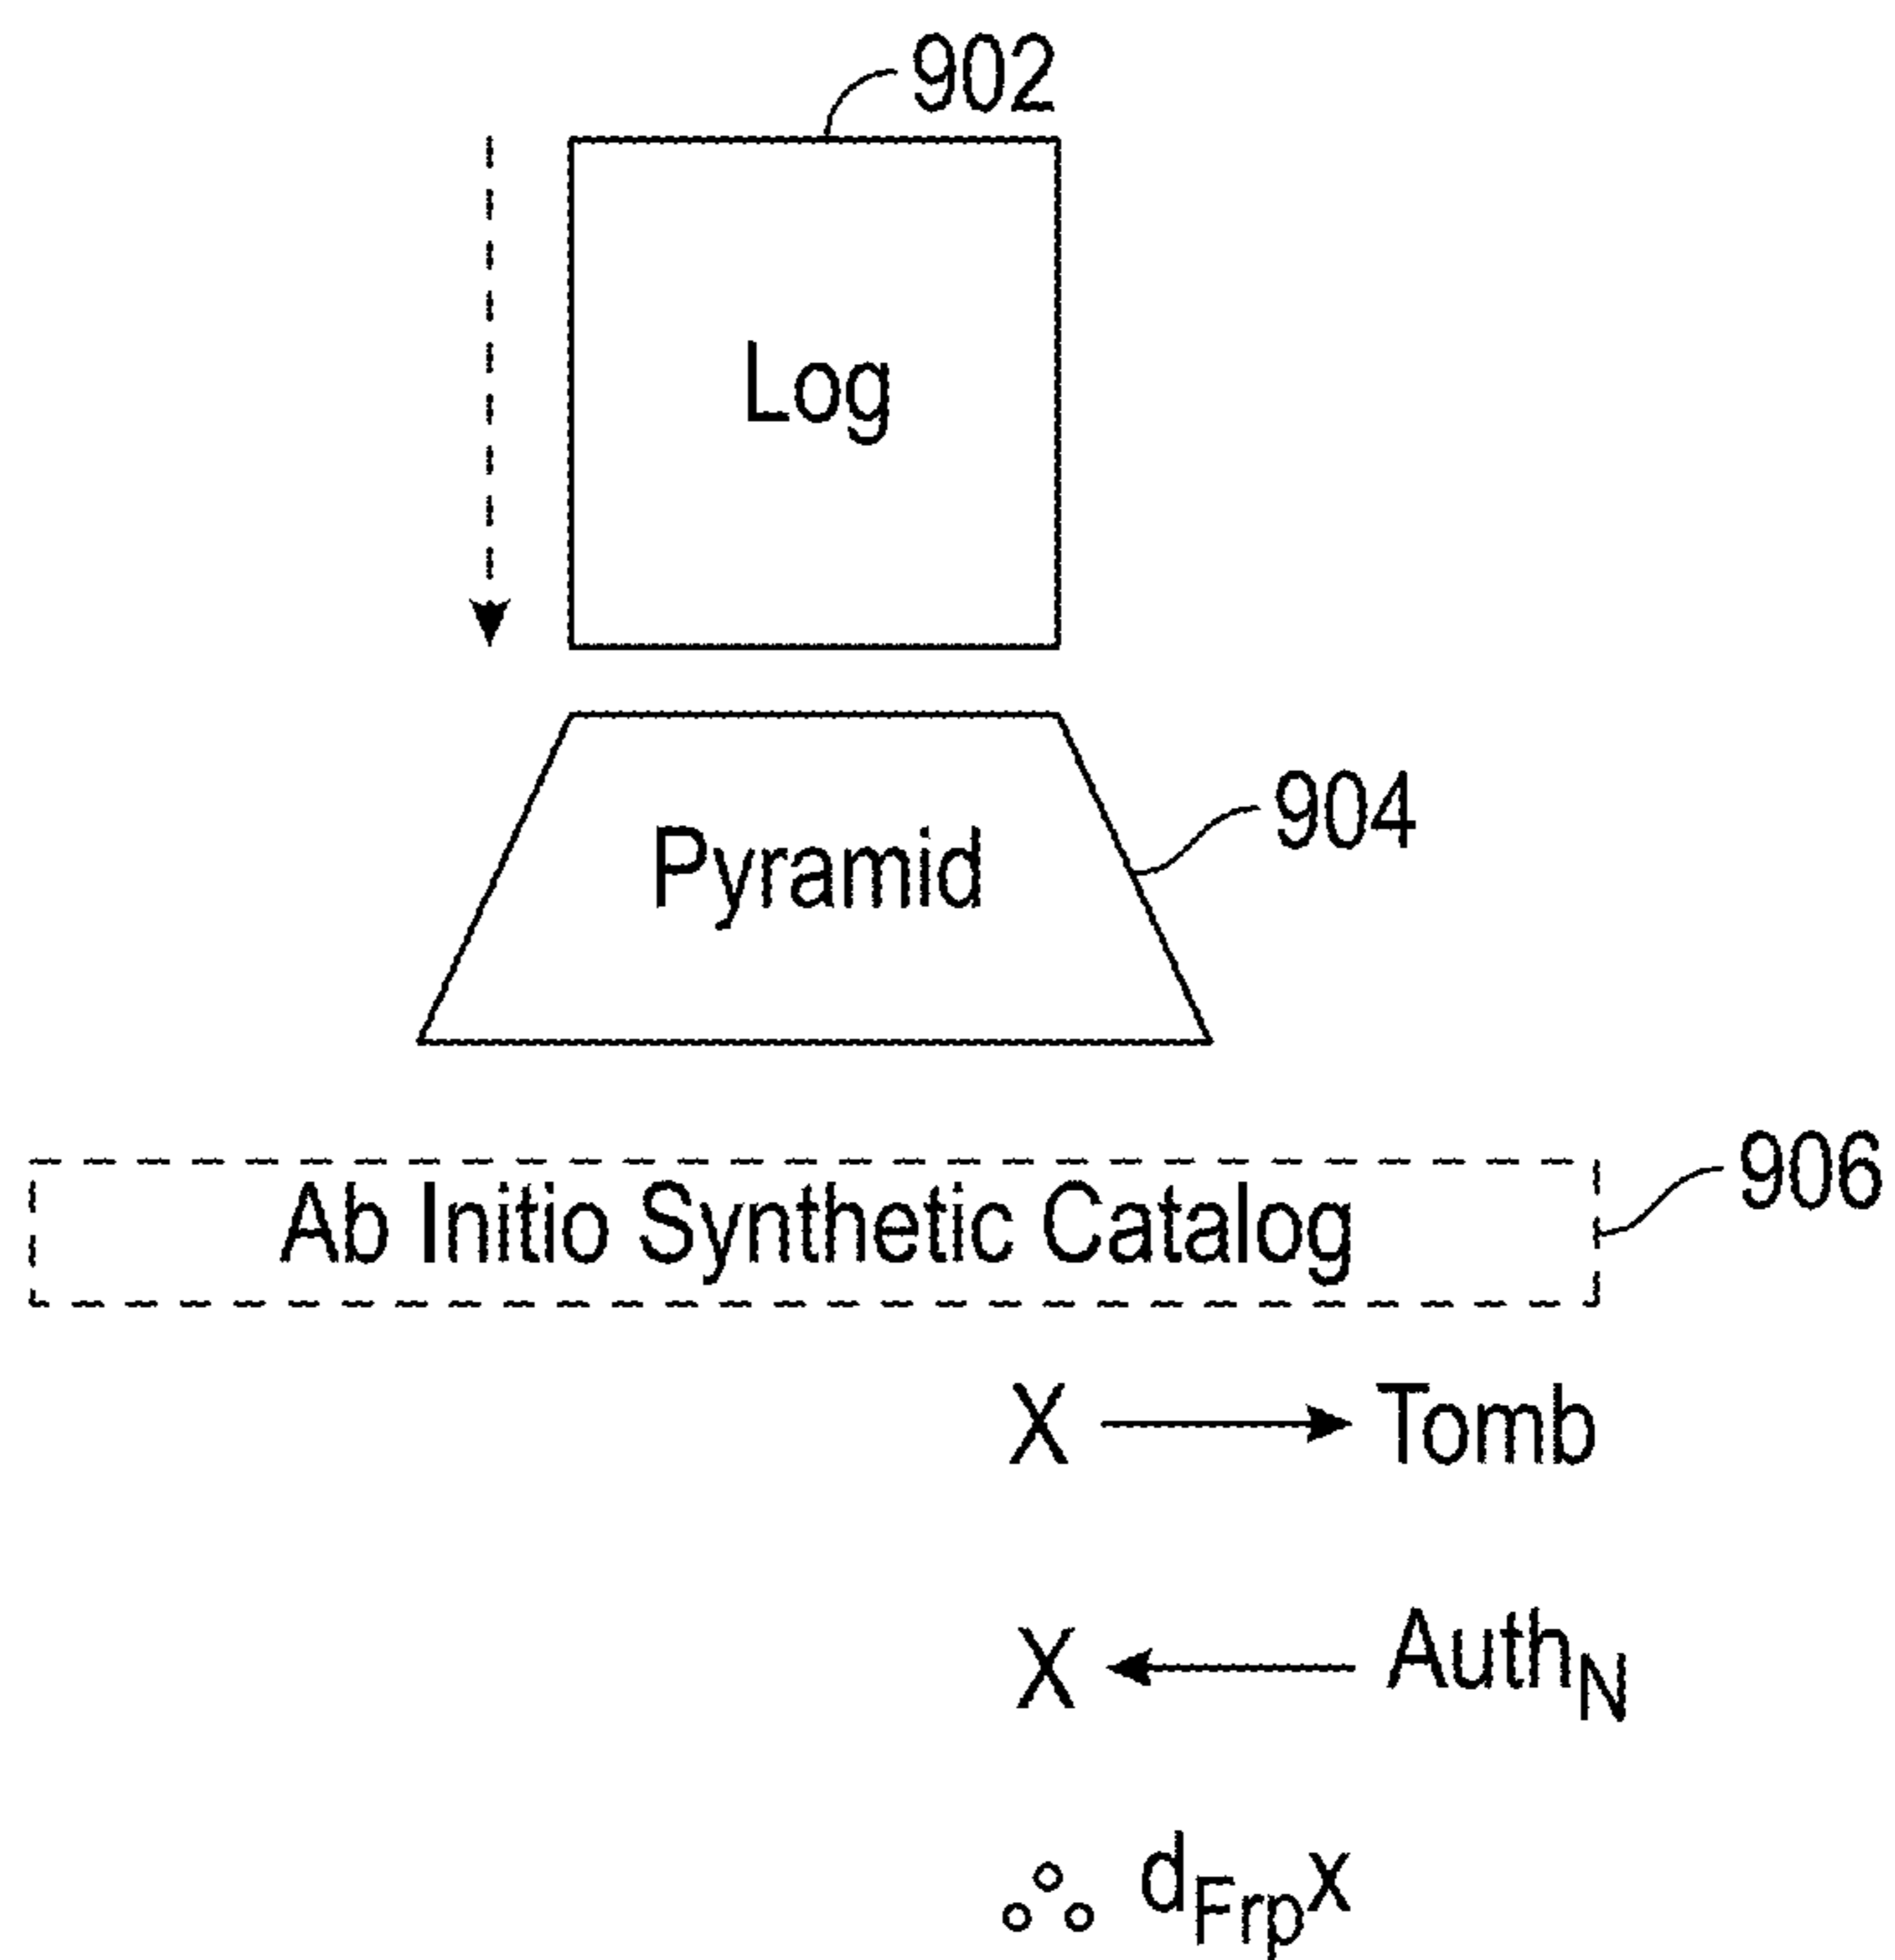 902
Log
Pyramid
904
Ab Initio Synthetic Catalog
906
X → Tomb
X ← AuthN
∴ dFrpx